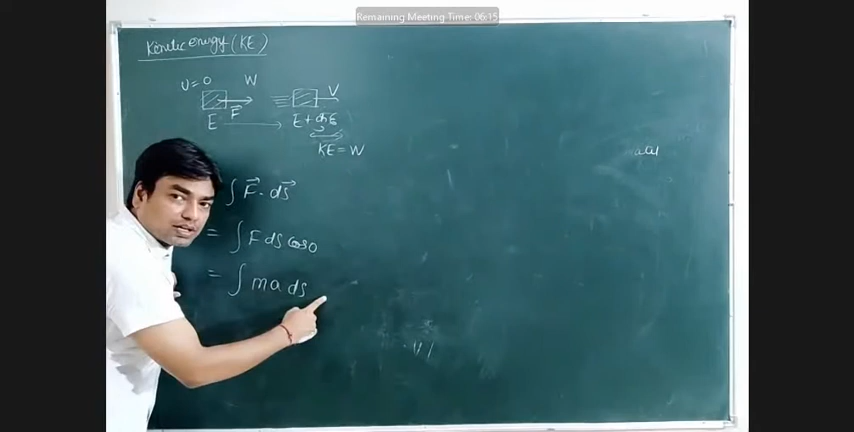 Remaining Meeting Time: 06:15
Kinetic energy (KE)
U= 0 W
V
F
E
KE = W
∫ F⃗ . ds⃗
= ∫ F ds cos0
= ∫ ma ds